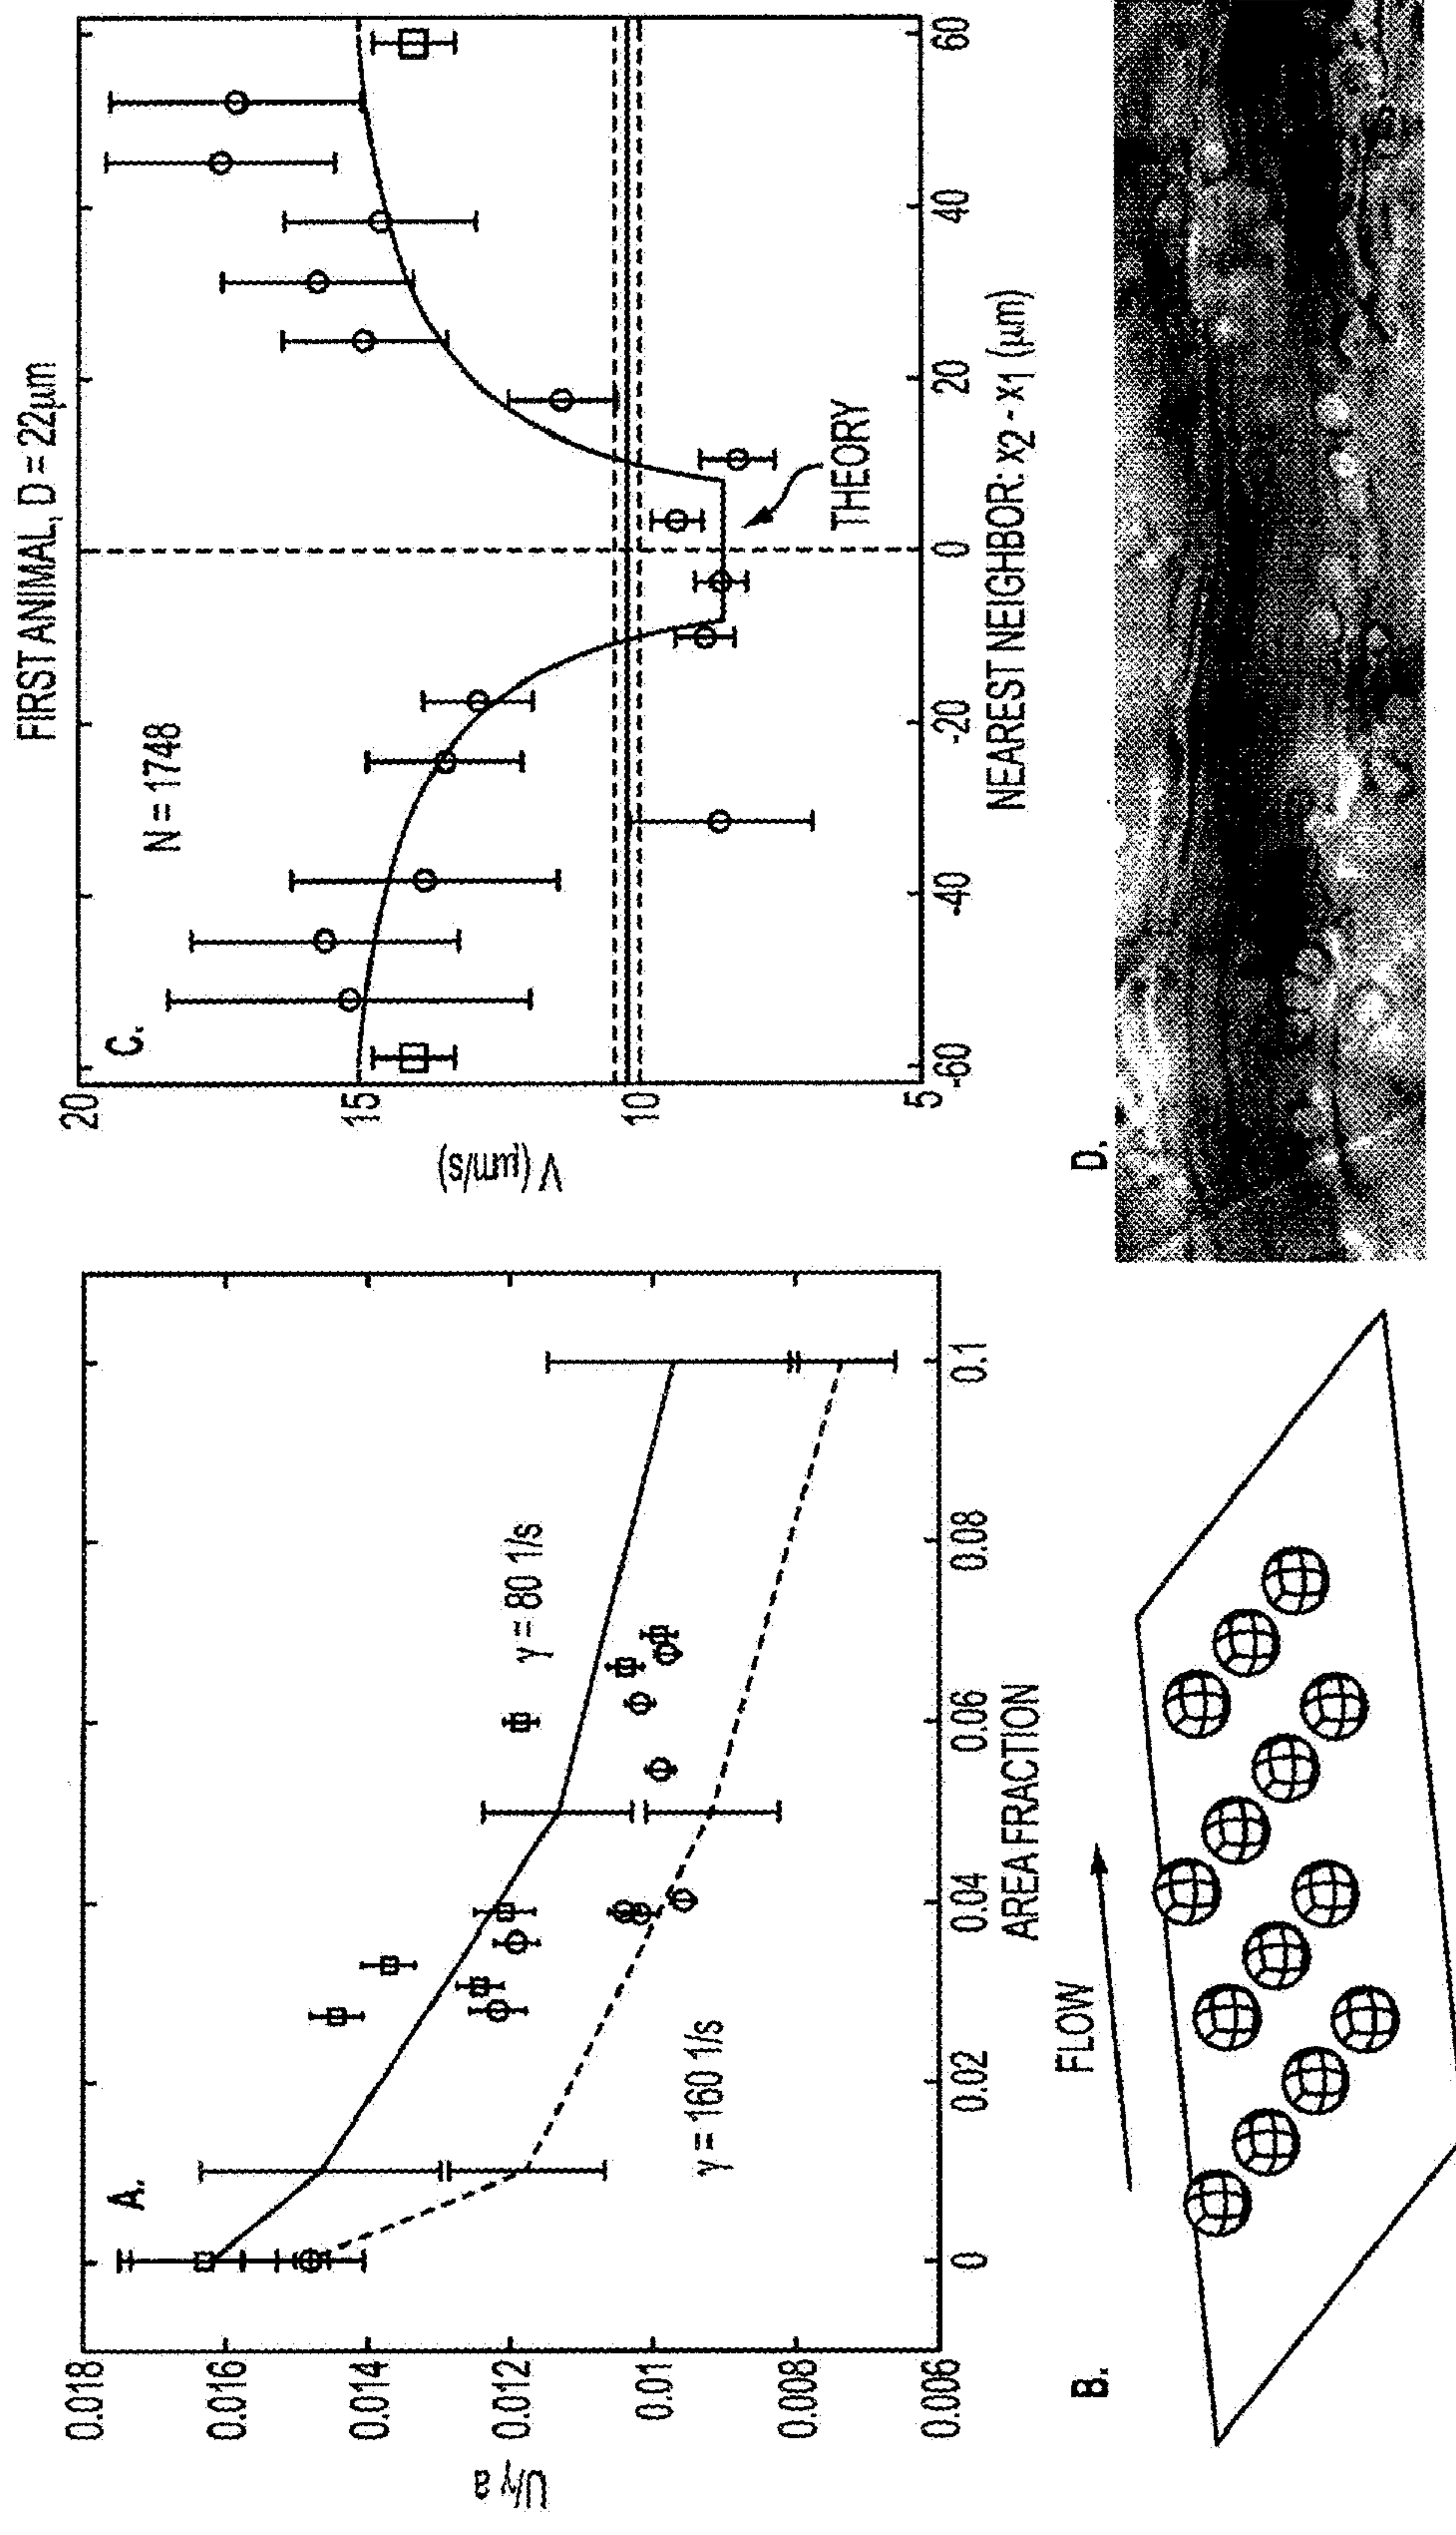 A.
0.018
0.016
0.014
0.012
0.01
0.008
0.006
U/γ a
γ = 80 1/s
γ = 160 1/s
0
0.02
0.04
0.06
0.08
0.1
AREA FRACTION
B.
FLOW
FIRST ANIMAL, D = 22μm
C.
N = 1748
20
15
10
5
V (μm/s)
THEORY
-60
-40
-20
0
20
40
60
NEAREST NEIGHBOR: x2 - x1 (μm)
D.